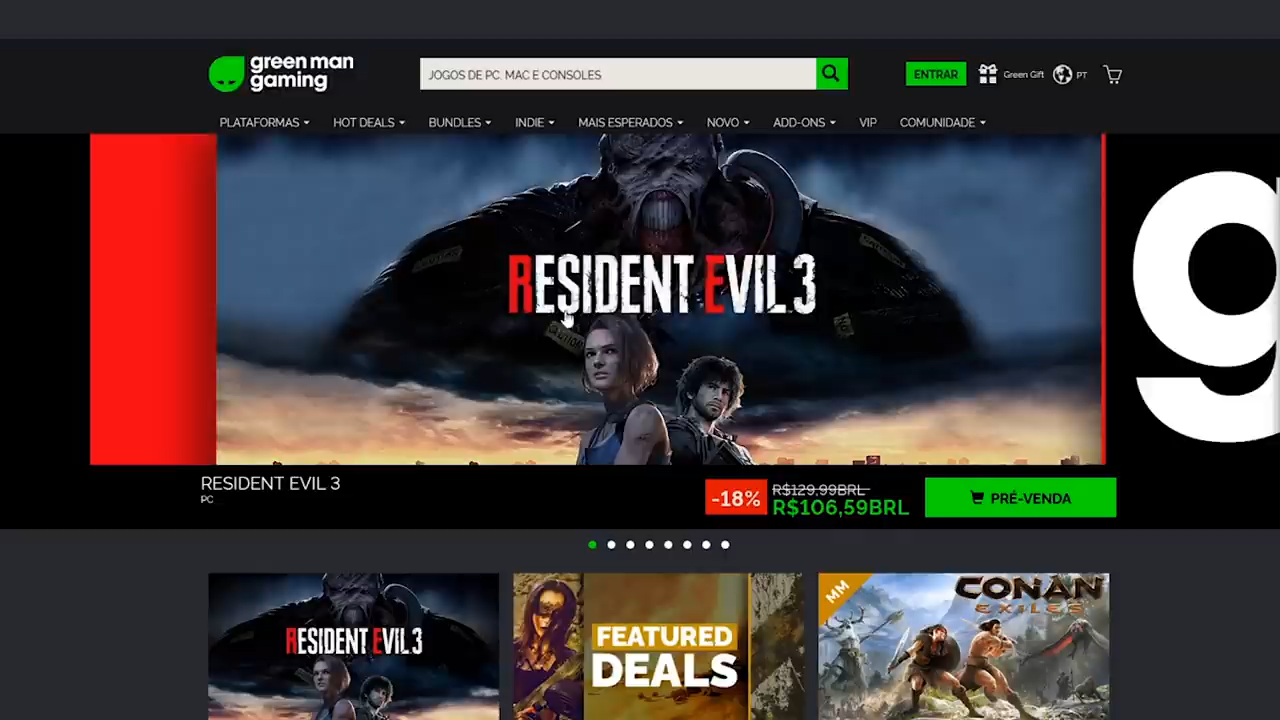 green man
gaming
JOGOS DE PC, MAC E CONSOLES
ENTRAR
Green Gift
PT
PLATAFORMAS
HOT DEALS
BUNDLES
INDIE
MAIS ESPERADOS
NOVO
ADD-ONS
VIP
COMUNIDADE
RESIDENT EVIL 3
CAUTION
g
RESIDENT EVIL 3
PC
-18%
R$129,99BRL
R$106,59BRL
PRÉ-VENDA
RESIDENT EVIL 3
FEATURED
DEALS
MM
CONAN
EXILES